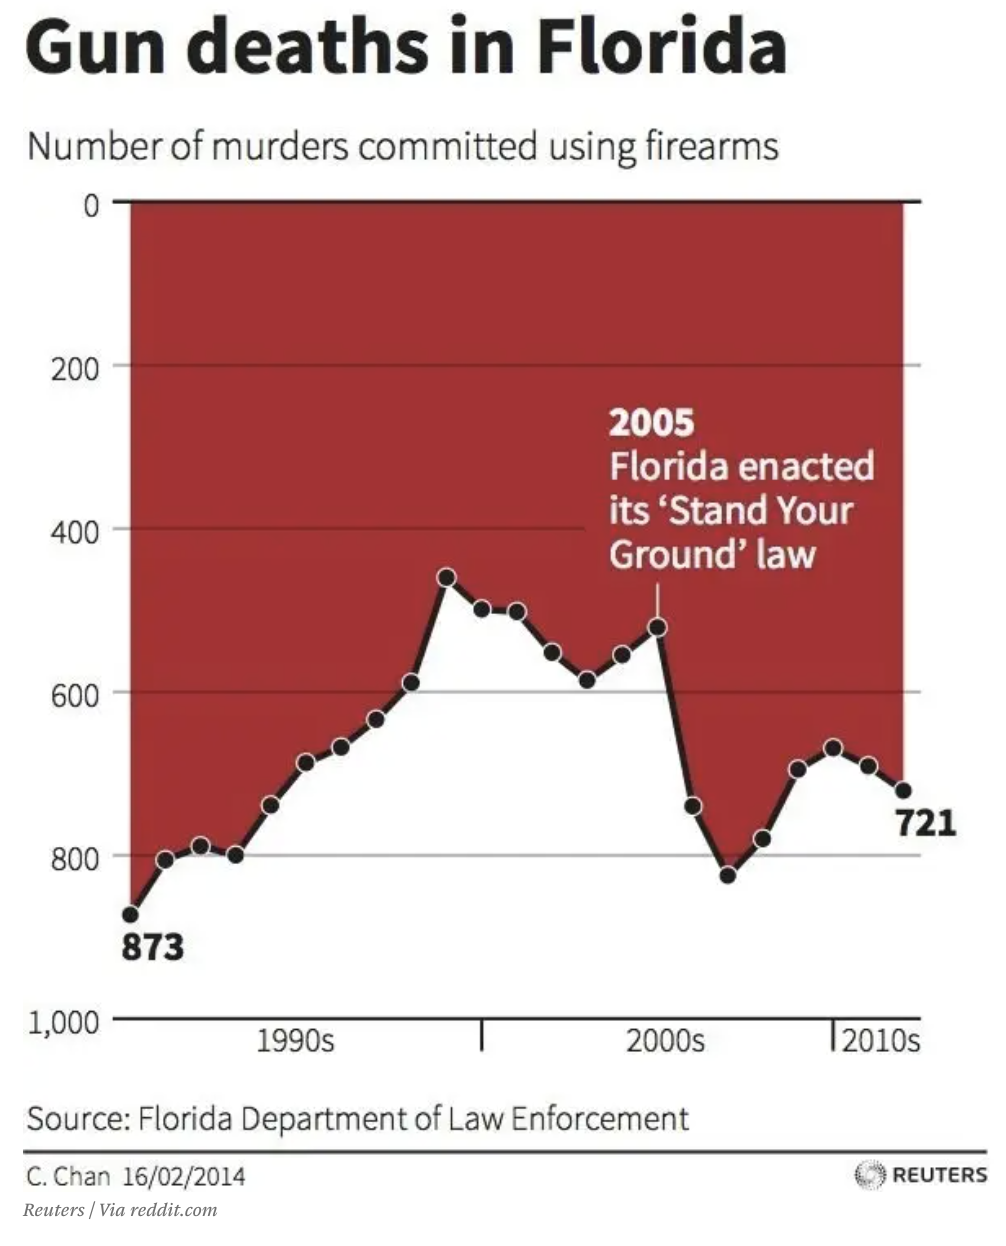 Gun deaths in Florida
Number of murders committed using firearms
0
200
400
600
800
1,000
2005
Florida enacted
its ‘Stand Your
Ground’ law
873
721
1990s
2000s
2010s
Source: Florida Department of Law Enforcement
C. Chan 16/02/2014
REUTERS
Reuters / Via reddit.com